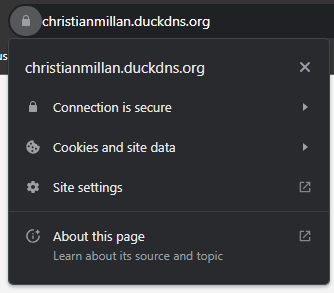 christianmillan.duckdns.org
us
christianmillan.duckdns.org
Connection is secure
Cookies and site data
Site settings
About this page
Learn about its source and topic